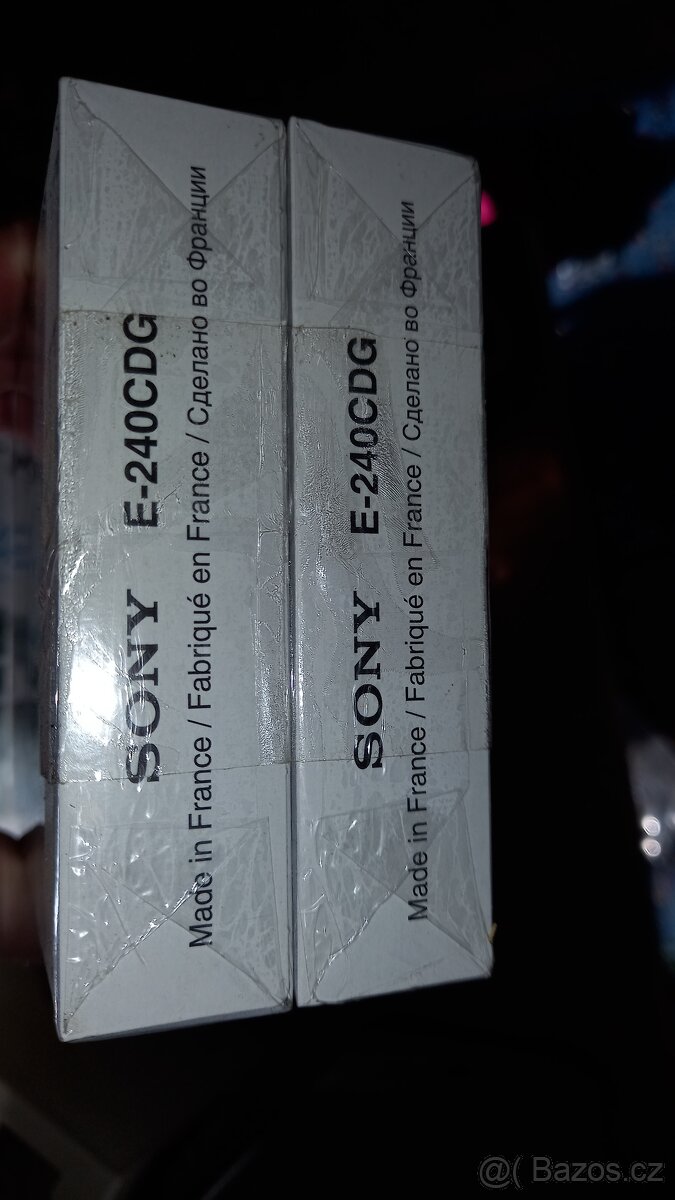 SONY E-240CDG
Made in France / Fabriqué en France / Сделано во Франции
SONY E-240CDG
Made in France / Fabriqué en France / Сделано во Франции
@( Bazos.cz